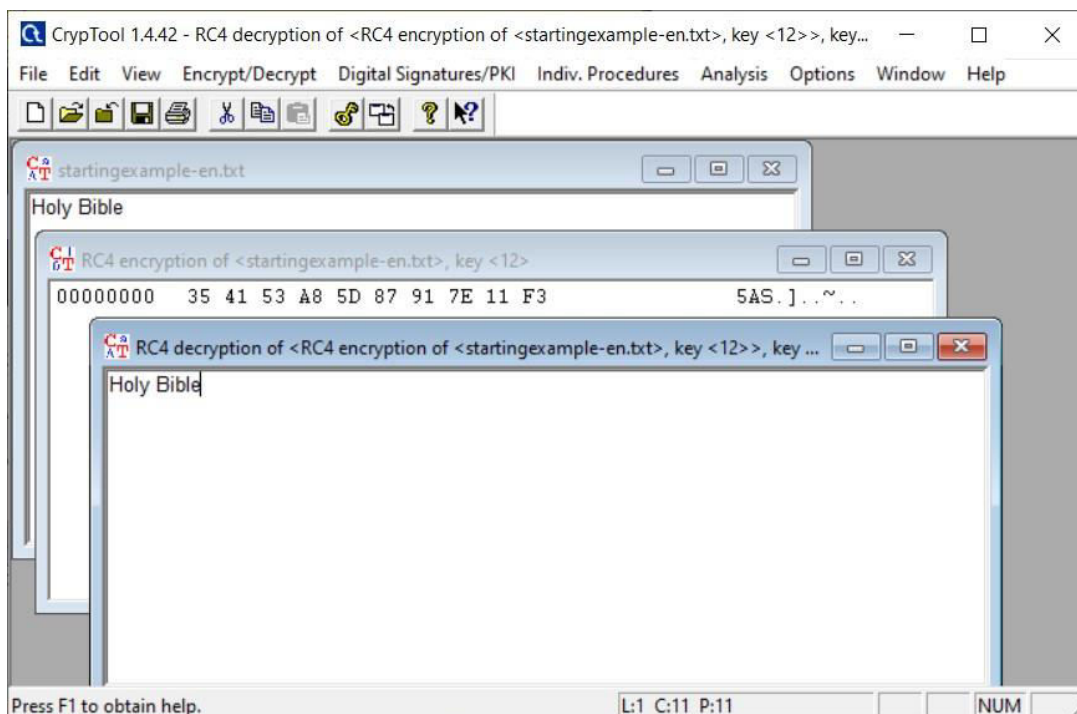 CrypTool 1.4.42 - RC4 decryption of <RC4 encryption of <startingexample-en.txt>, key <12>>, key...
File Edit View Encrypt/Decrypt Digital Signatures/PKI Indiv. Procedures Analysis Options Window Help
startingexample-en.txt
Holy Bible
RC4 encryption of <startingexample-en.txt>, key <12>
00000000 35 41 53 A8 5D 87 91 7E 11 F3 5AS.]..~..
RC4 decryption of <RC4 encryption of <startingexample-en.txt>, key <12>>, key ...
Holy Bible
Press F1 to obtain help. L:1 C:11 P:11 NUM